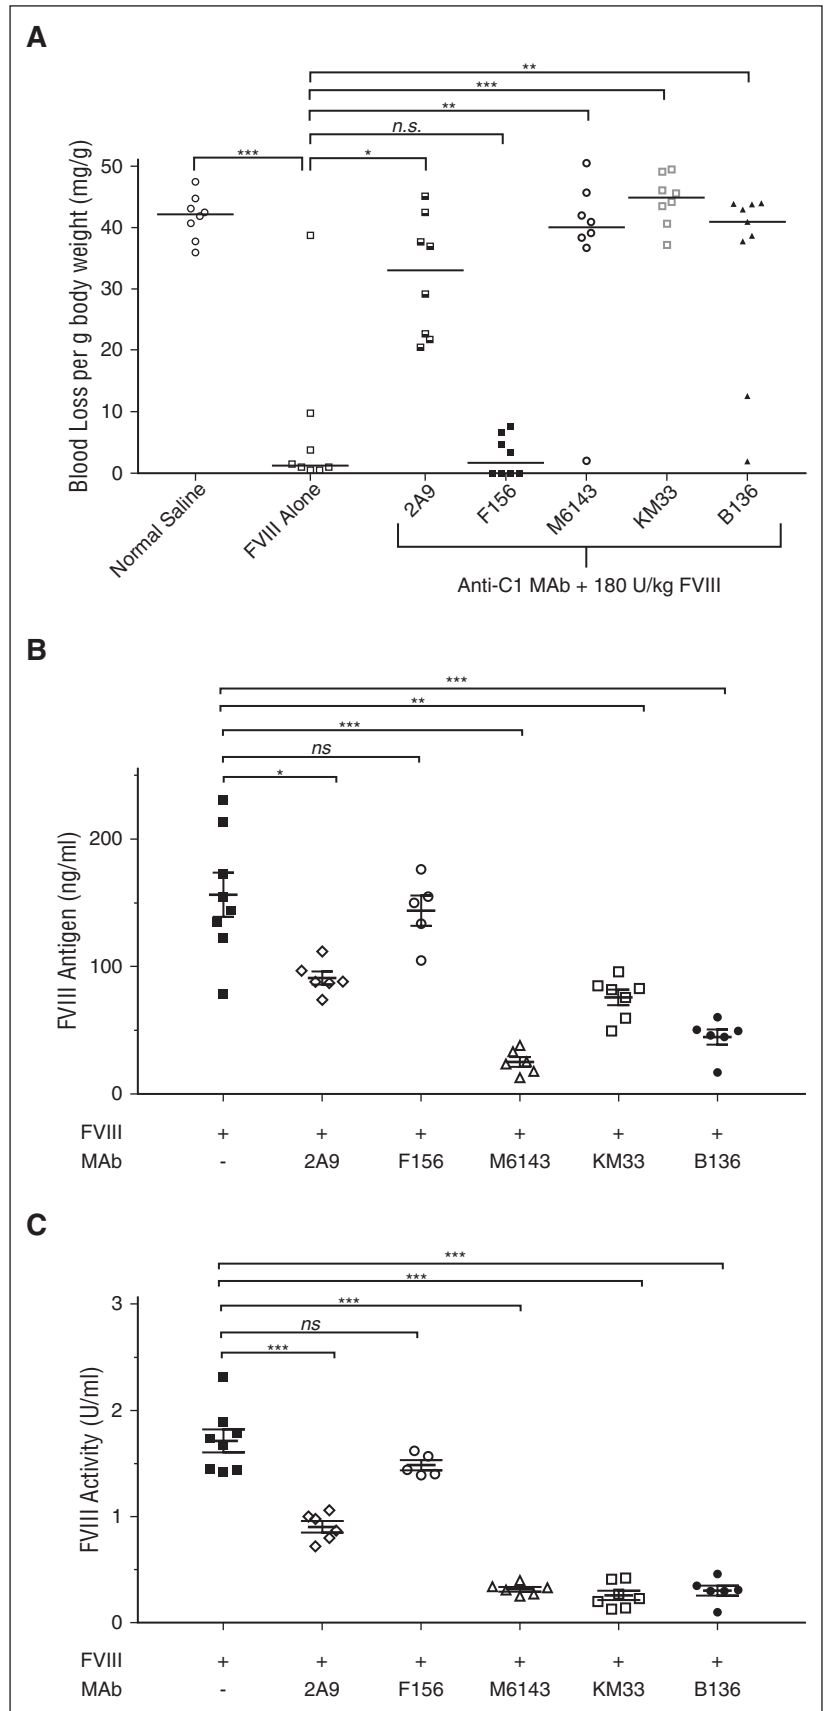 A
**
***
**
n.s.
***
*
Blood Loss per g body weight (mg/g)
50
40
30
20
10
0
Normal Saline
FVIII Alone
2A9
F156
M6143
KM33
B136
Anti-C1 MAb + 180 U/kg FVIII
B
***
**
***
ns
*
FVIII Antigen (ng/ml)
200
100
0
FVIII + + + + + +
MAb - 2A9 F156 M6143 KM33 B136
C
***
***
***
ns
***
FVIII Activity (U/ml)
3
2
1
0
FVIII + + + + + +
MAb - 2A9 F156 M6143 KM33 B136